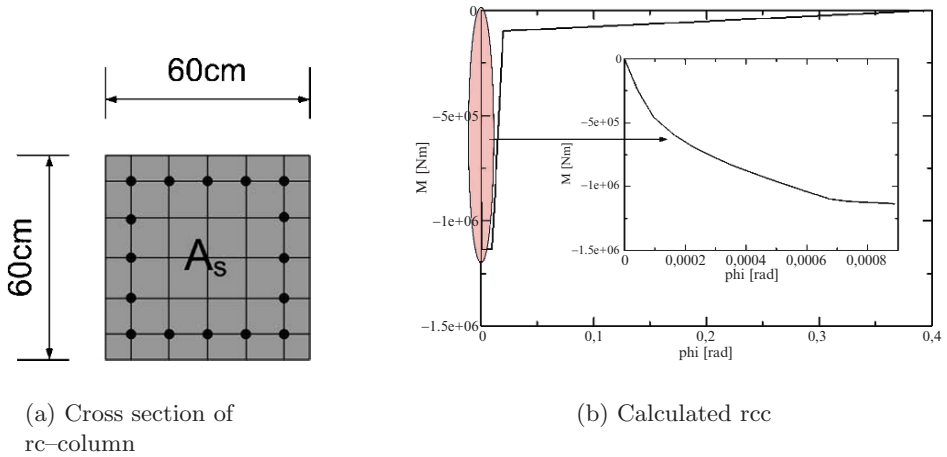 60cm
60cm
A_s
M [Nm]
0
−5e+05
−1e+06
−1.5e+06
0
0,1
0,2
0,3
0,4
phi [rad]
M [Nm]
0
−5e+05
−1e+06
−1.5e+06
0
0,0002
0,0004
0,0006
0,0008
phi [rad]
(a) Cross section of
rc–column
(b) Calculated rcc